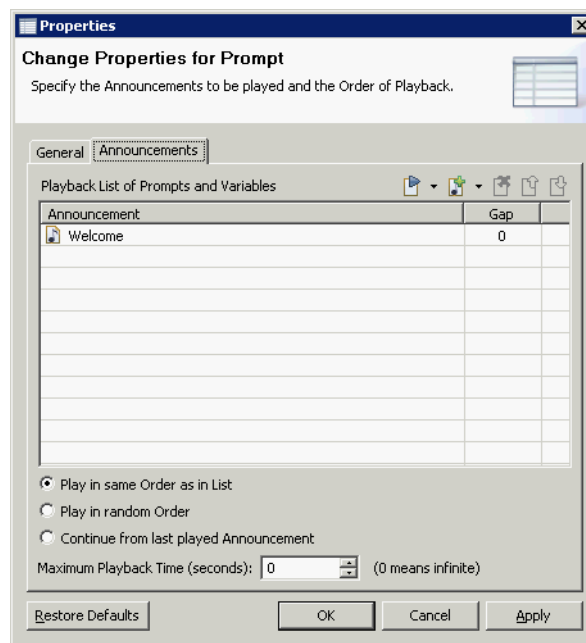 Properties
Change Properties for Prompt
Specify the Announcements to be played and the Order of Playback.
General Announcements
Playback List of Prompts and Variables
Announcement Gap
Welcome 0
Play in same Order as in List
Play in random Order
Continue from last played Announcement
Maximum Playback Time (seconds): 0 (0 means infinite)
Restore Defaults OK Cancel Apply